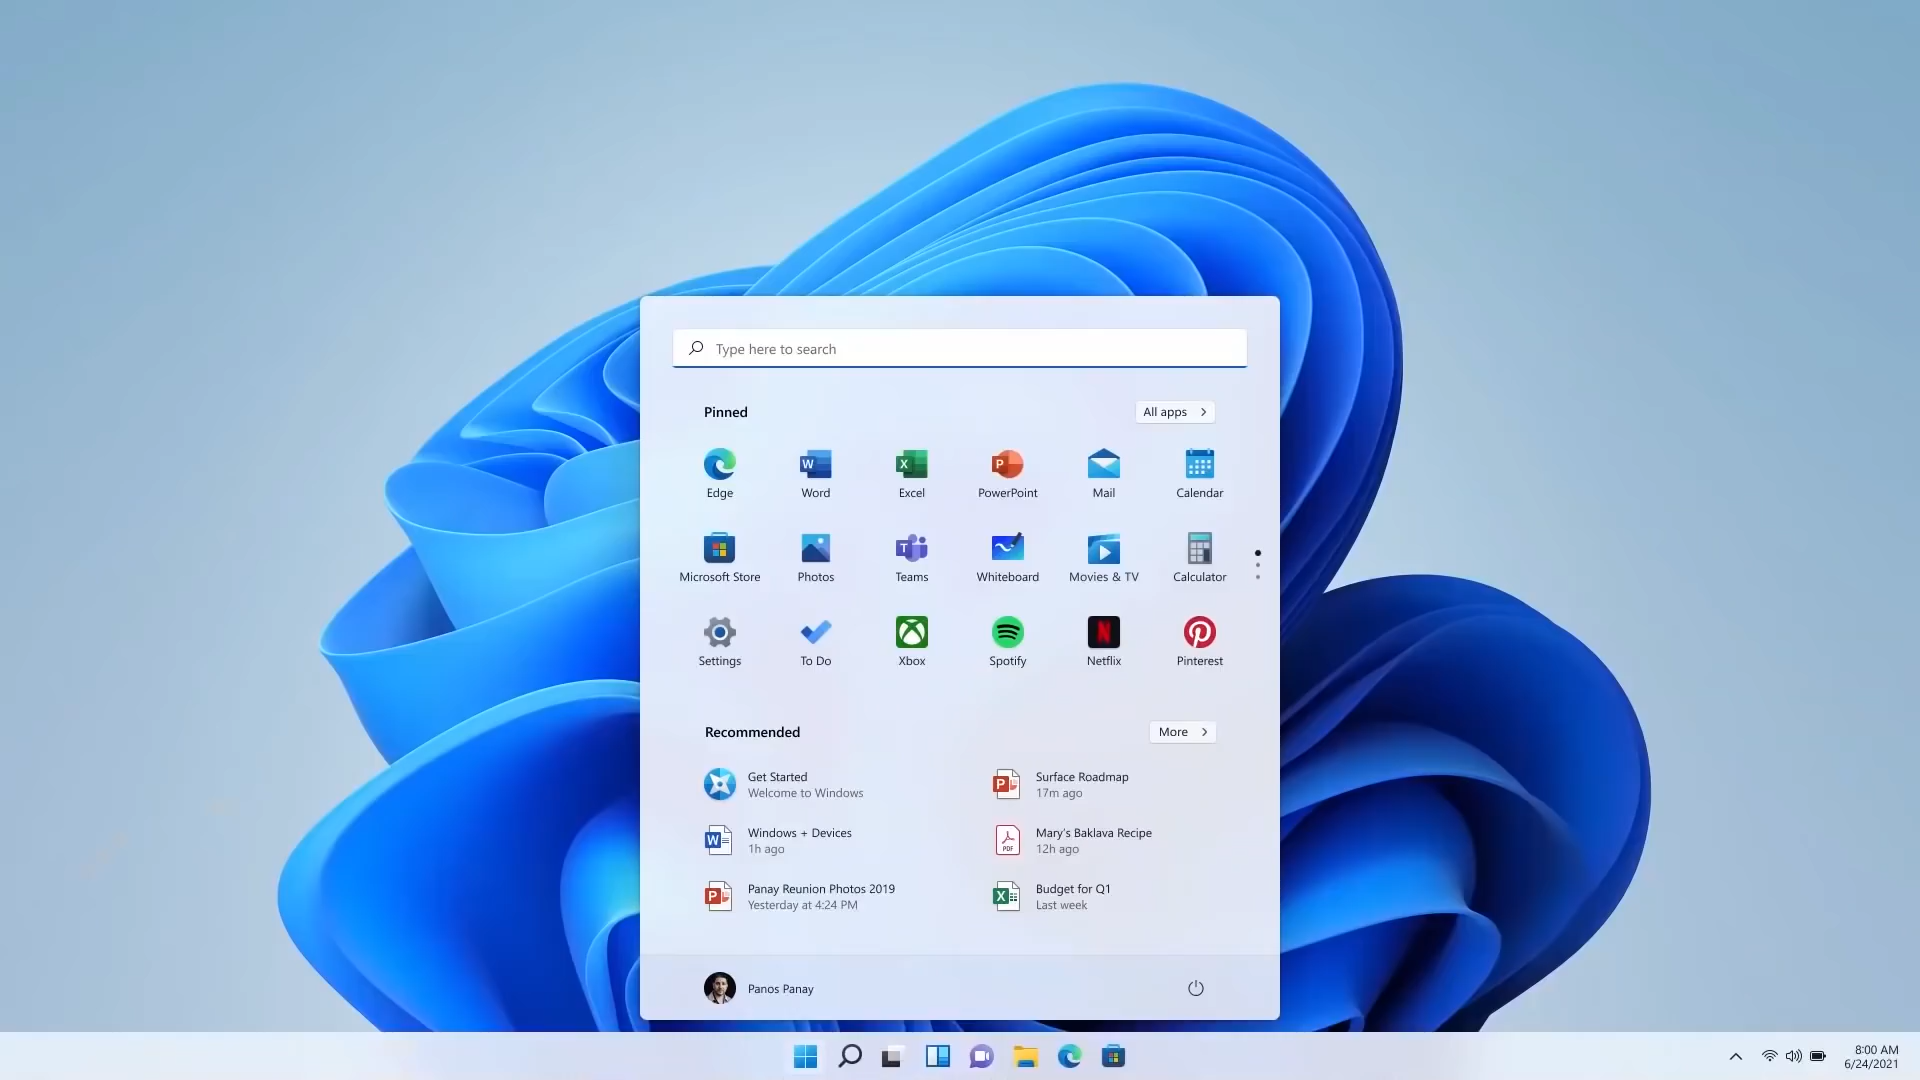 Type here to search
Pinned
All apps
Edge
Word
Excel
PowerPoint
Mail
Calendar
Microsoft Store
Photos
Teams
Whiteboard
Movies & TV
Calculator
Settings
To Do
Xbox
Spotify
Netflix
Pinterest
Recommended
More
Get Started
Welcome to Windows
Surface Roadmap
17m ago
Windows + Devices
1h ago
Mary's Baklava Recipe
12h ago
Panay Reunion Photos 2019
Yesterday at 4:24 PM
Budget for Q1
Last week
Panos Panay
8:00 AM
6/24/2021